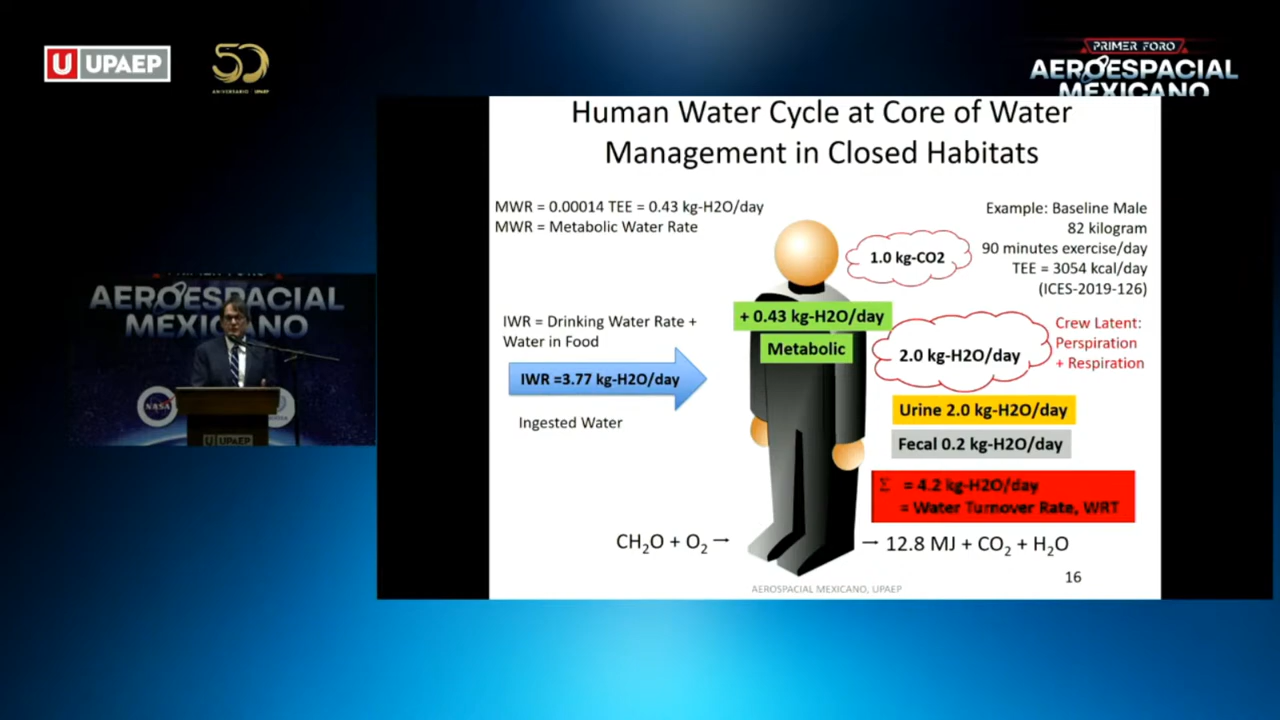 U UPAEP
50
ANIVERSARIO UPAEP
PRIMER FORO
AEROESPACIAL
MEXICANO
Human Water Cycle at Core of Water
Management in Closed Habitats
MWR = 0.00014 TEE = 0.43 kg-H2O/day
MWR = Metabolic Water Rate
Example: Baseline Male
82 kilogram
90 minutes exercise/day
TEE = 3054 kcal/day
(ICES-2019-126)
1.0 kg-CO2
+ 0.43 kg-H2O/day
Metabolic
IWR = Drinking Water Rate +
Water in Food
IWR =3.77 kg-H2O/day
Ingested Water
2.0 kg-H2O/day
Crew Latent:
Perspiration
+ Respiration
Urine 2.0 kg-H2O/day
Fecal 0.2 kg-H2O/day
Σ = 4.2 kg-H2O/day
= Water Turnover Rate, WRT
CH₂O + O₂ → → 12.8 MJ + CO₂ + H₂O
16
AEROSPACIAL MEXICANO, UPAEP
AEROESPACIAL
MEXICANO
NASA
U UPAEP